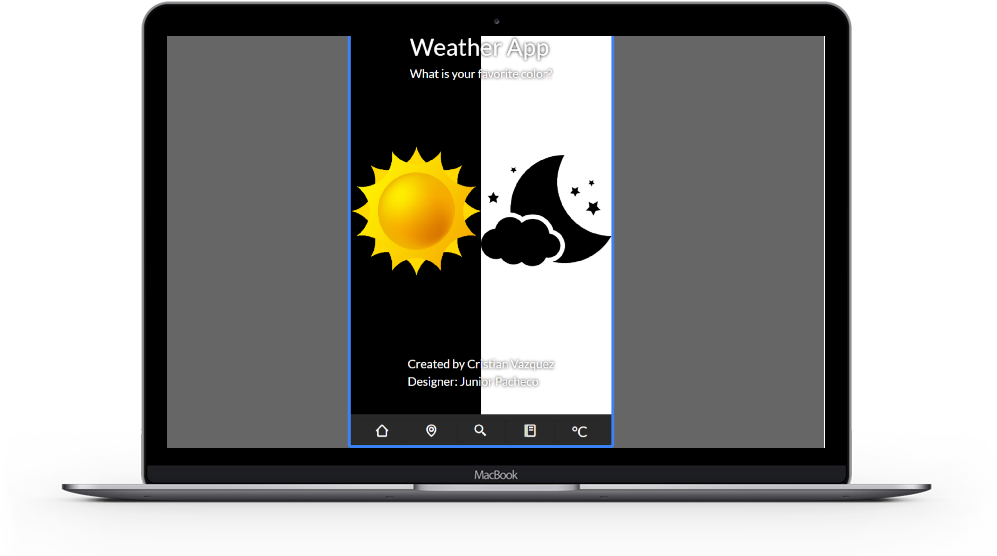 Weather App
What is your favorite color?
Created by Cristian Vazquez
Designer: Junior Pacheco
°C
MacBook